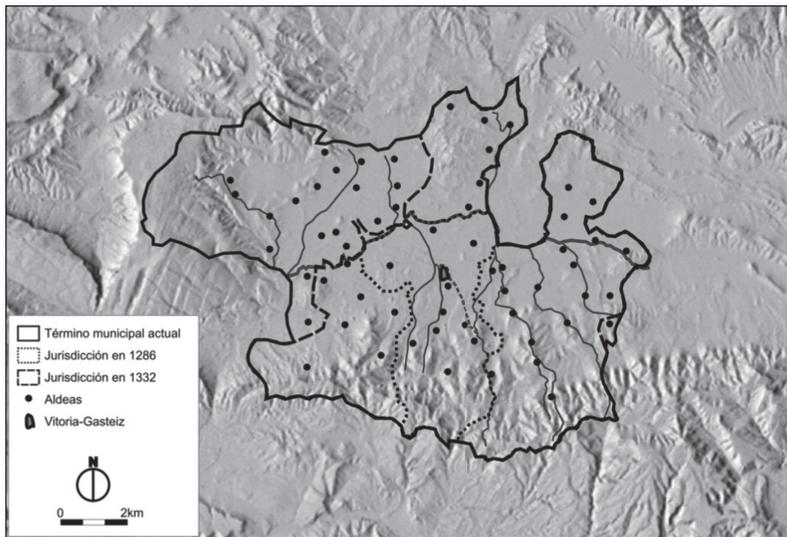 Término municipal actual
Jurisdicción en 1286
Jurisdicción en 1332
Aldeas
Vitoria-Gasteiz
N
0 2km